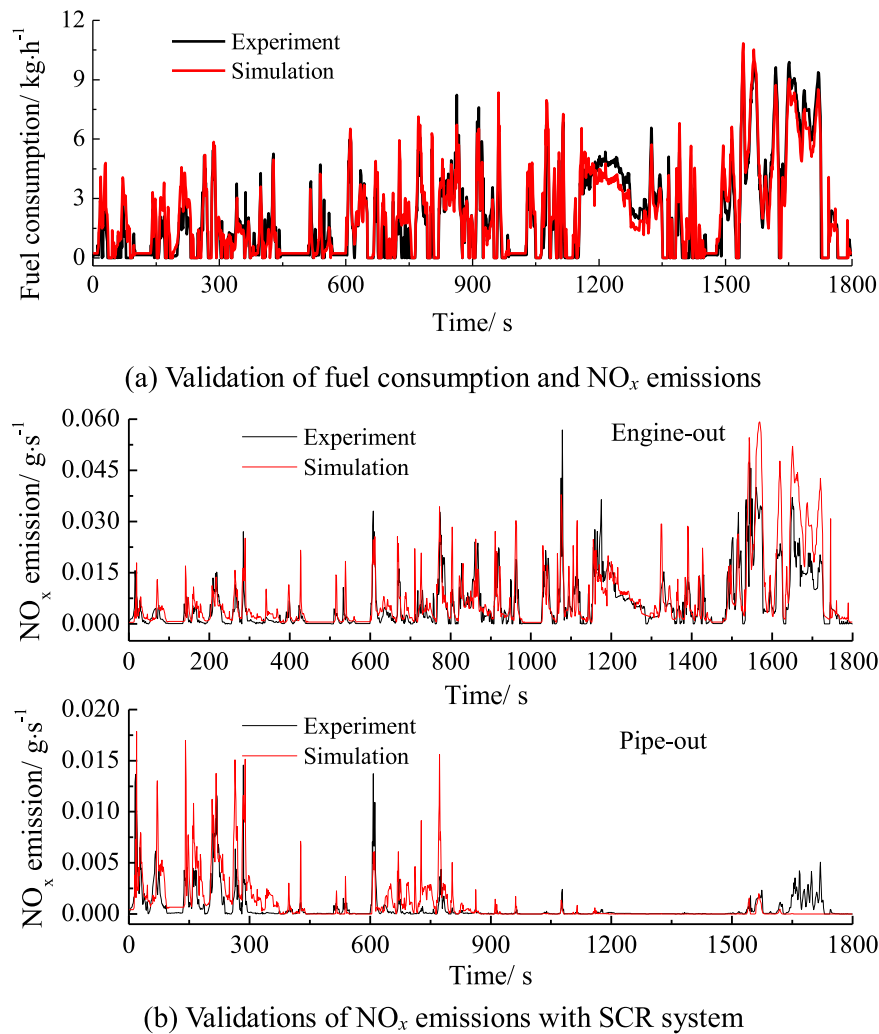 12
9
6
3
0
Fuel consumption/ kg·h⁻¹
Experiment
Simulation
0 300 600 900 1200 1500 1800
Time/ s
(a) Validation of fuel consumption and NOₓ emissions
0.060
0.045
0.030
0.015
0.000
NOₓ emission/ g·s⁻¹
Experiment
Simulation
Engine-out
0 200 400 600 800 1000 1200 1400 1600 1800
Time/ s
0.020
0.015
0.010
0.005
0.000
NOₓ emission/ g·s⁻¹
Experiment
Simulation
Pipe-out
0 300 600 900 1200 1500 1800
Time/ s
(b) Validations of NOₓ emissions with SCR system